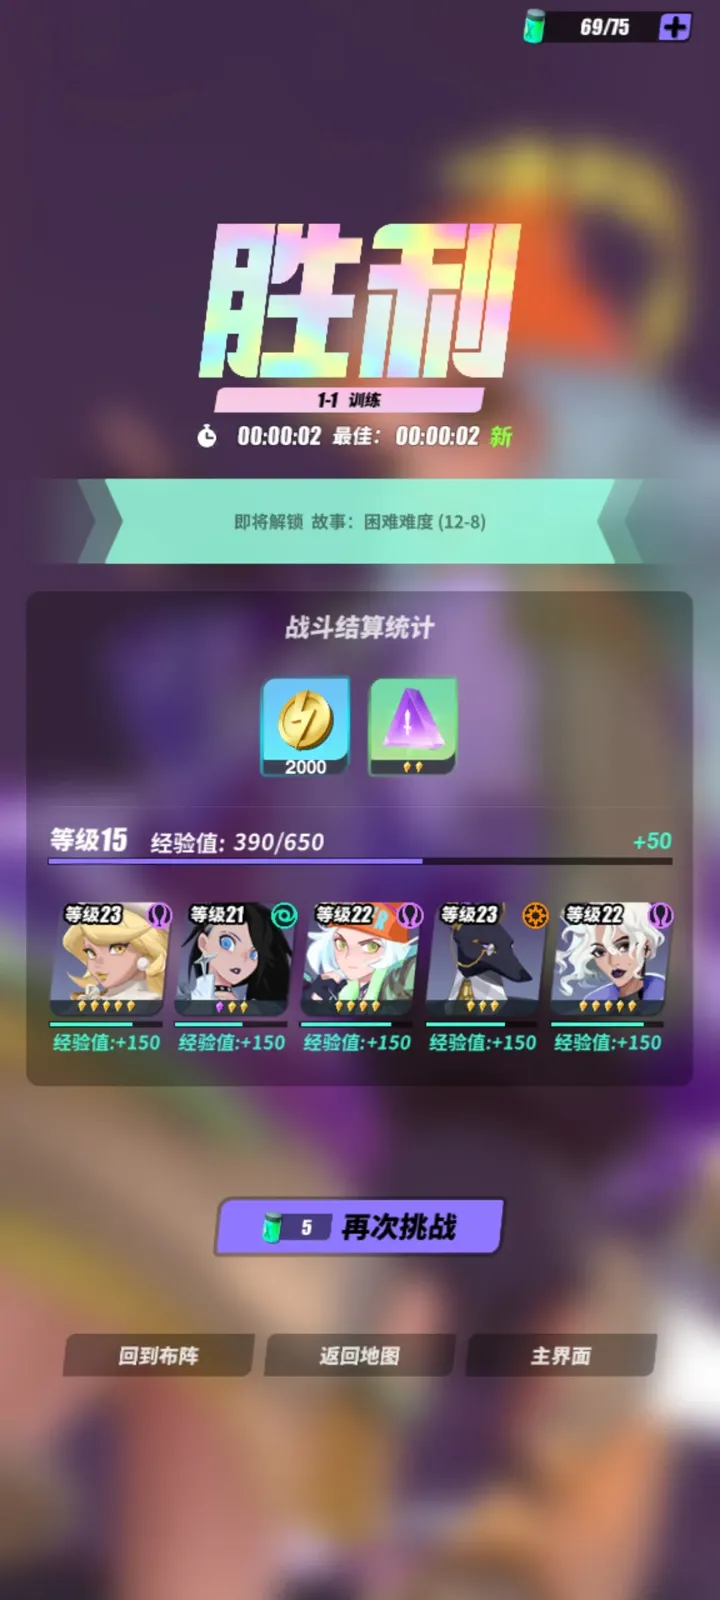 69/75
胜利
1-1 训练
00:00:02 最佳: 00:00:02 新
即将解锁 故事: 困难难度 (12-8)
战斗结算统计
2000
等级15 经验值: 390/650 +50
等级23 等级21 等级22 等级23 等级22
经验值:+150 经验值:+150 经验值:+150 经验值:+150 经验值:+150
5 再次挑战
回到布阵 返回地图 主界面